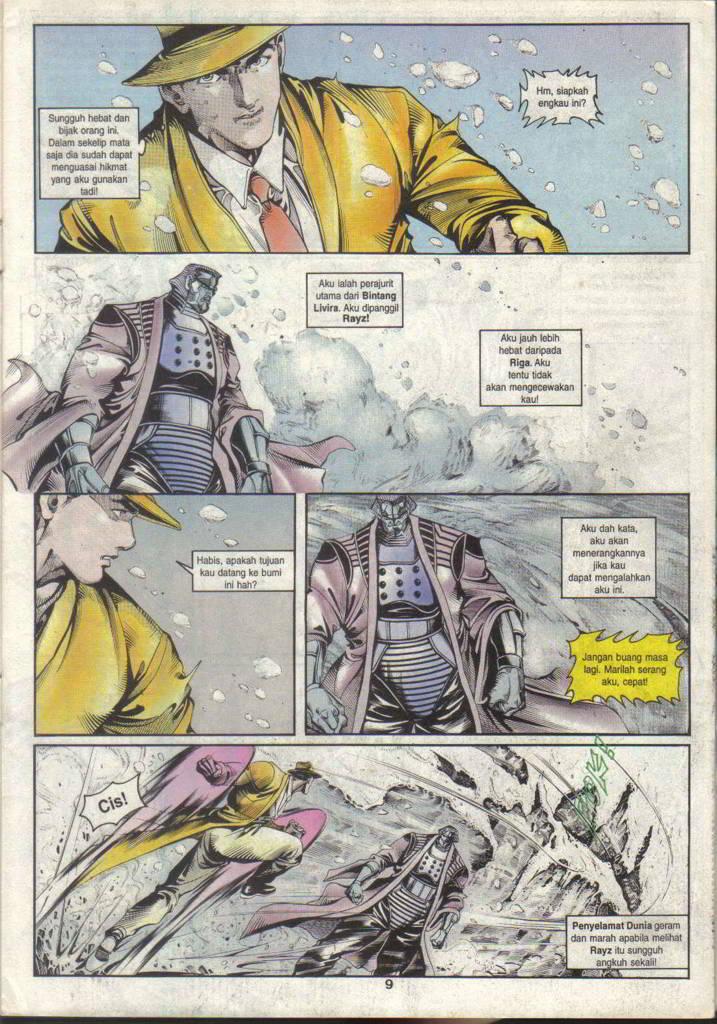 Sungguh hebat dan
bijak orang ini.
Dalam sekelip mata
saja dia sudah dapat
menguasai hikmat
yang aku gunakan
tadi!
Hm, siapkah
engkau ini?
Aku ialah perajurit
utama dari Bintang
Livira. Aku dipanggil
Rayz!
Aku jauh lebih
hebat daripada
Riga. Aku
tentu tidak
akan mengecewakan
kau!
Habis, apakah tujuan
kau datang ke bumi
ini hah?
Aku dah kata,
aku akan
menerangkannya
jika kau
dapat mengalahkan
aku ini.
Jangan buang masa
lagi. Marilah serang
aku, cepat!
Cis!
Penyelamat Dunia geram
dan marah apabila melihat
Rayz itu sungguh
angkuh sekali!
9